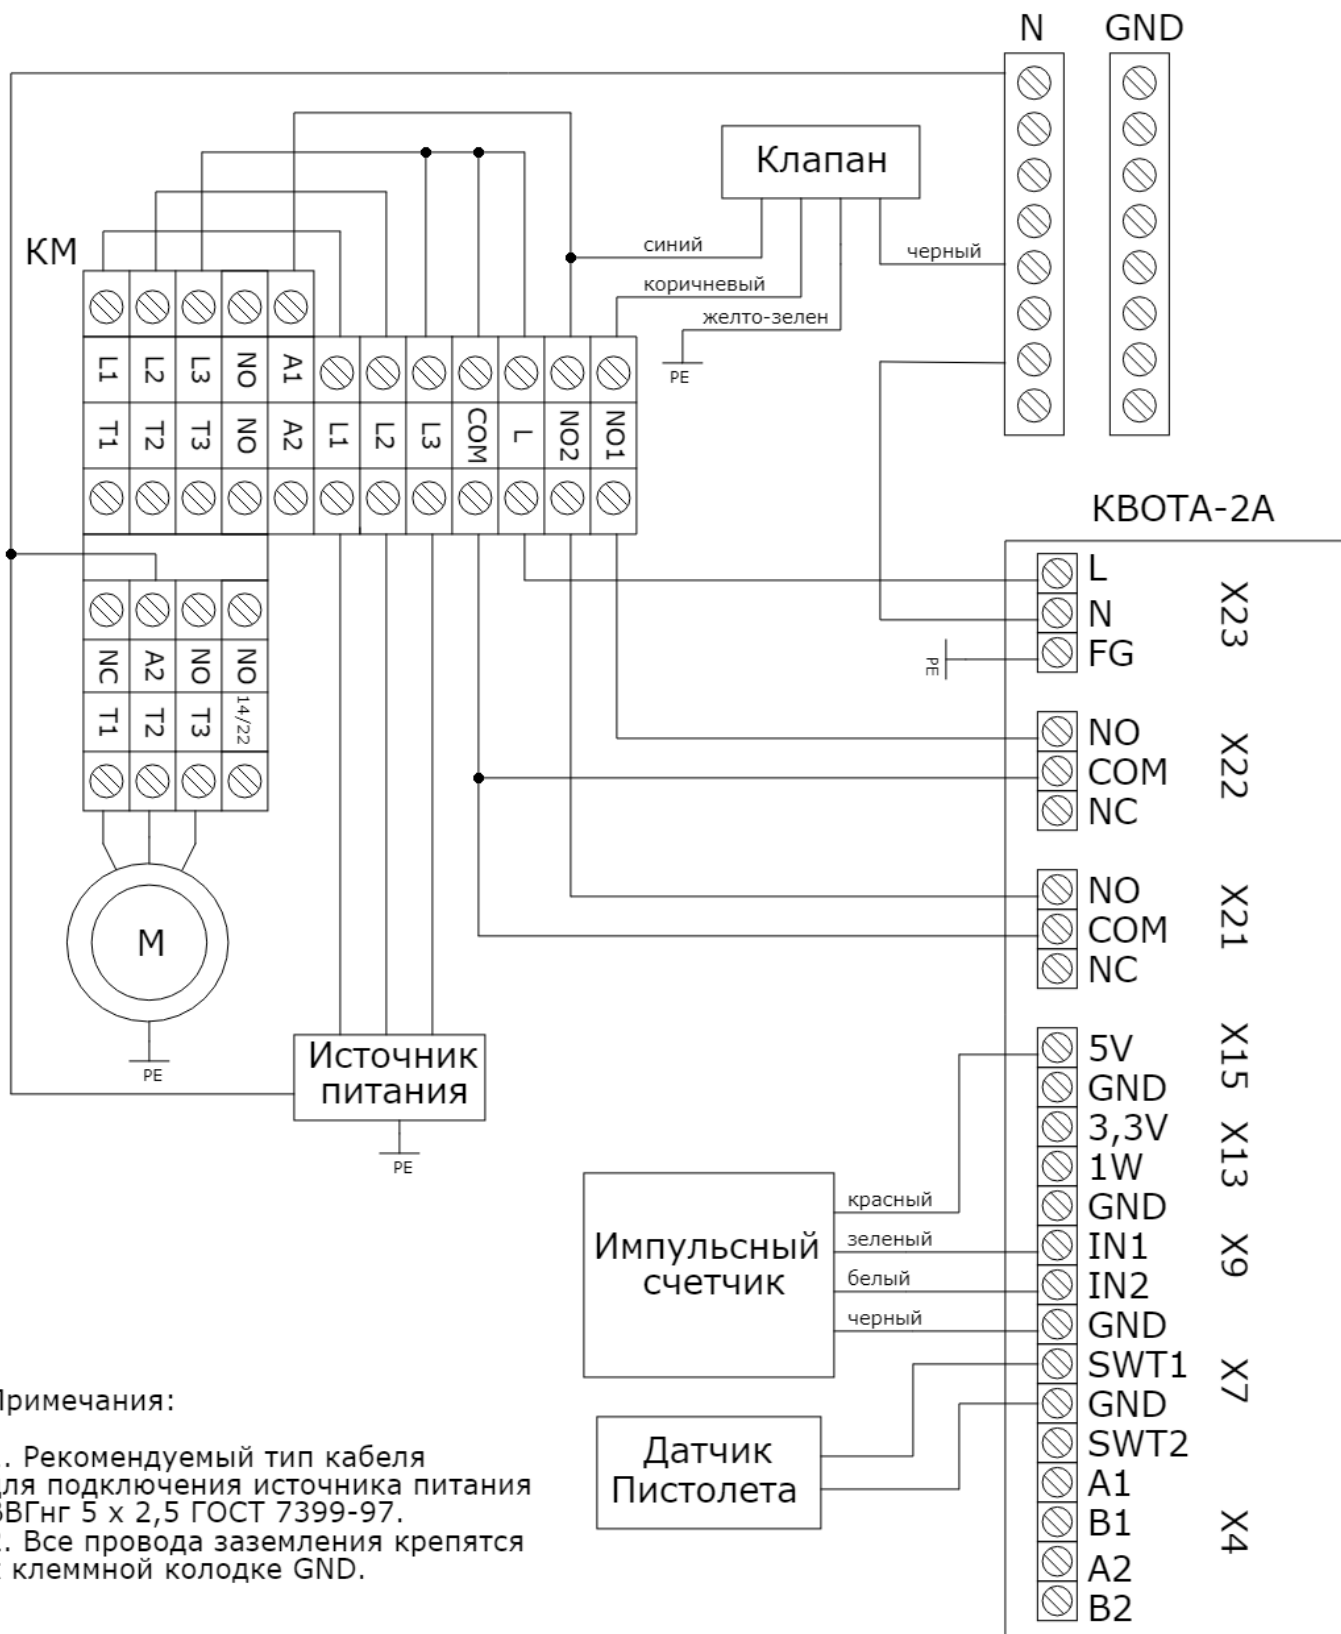 N GND
Клапан
КМ
синий
черный
коричневый
желто-зелен
PE
L1 L2 L3 NO A1
T1 T2 T3 NO A2 L1 L2 L3 COM L NO2 NO1
КВОТА-2А
L
N
FG
X23
PE
NC A2 NO NO
T1 T2 T3 14/22
NO
COM
NC
X22
NO
COM
NC
X21
М
PE
Источник
питания
PE
5V
GND
X15
3,3V
1W
GND
X13
Импульсный
счетчик
красный
зеленый
белый
черный
IN1
IN2
GND
X9
SWT1
GND
SWT2
X7
Датчик
Пистолета
A1
B1
A2
B2
X4
Примечания:
. Рекомендуемый тип кабеля
для подключения источника питания
ВВГнг 5 х 2,5 ГОСТ 7399-97.
2. Все провода заземления крепятся
клеммной колодке GND.